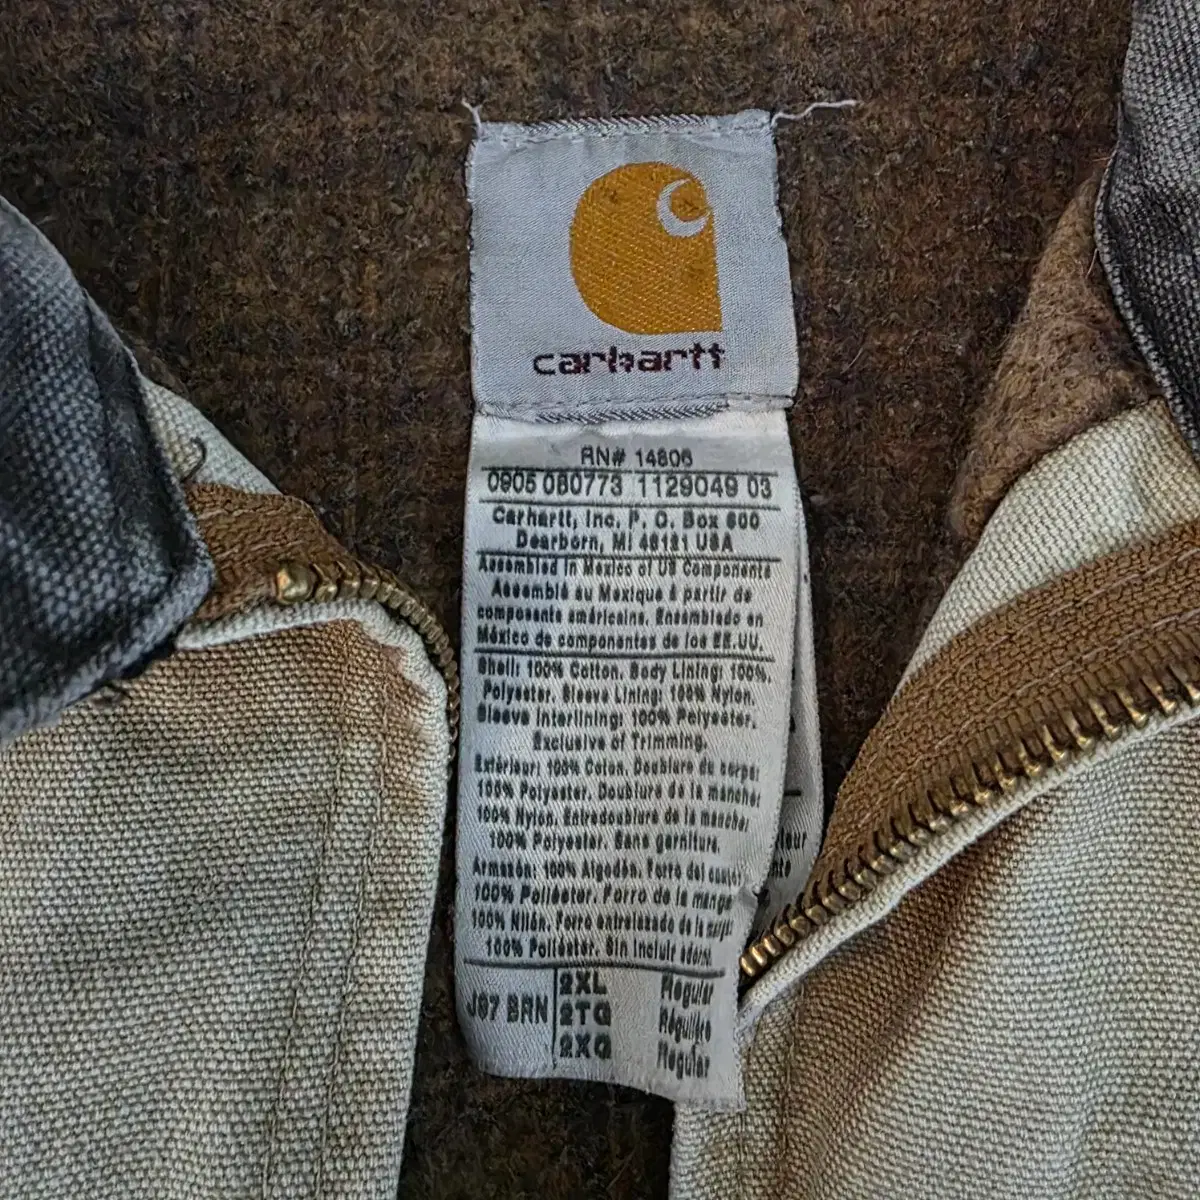 carhartt
RN# 14806
0905 080773 1129049 03
Carhartt, Inc. P. O. Box 600
Dearborn, MI 48121 USA
Assembled in Mexico of US Components
Assemblé au Mexique à partir de
composants américains. Ensamblado en
México de componentes de los EE.UU.
Shell: 100% Cotton. Body Lining: 100%.
Polyester. Sleeve Lining: 100% Nylon.
Sleeve Interlining: 100% Polyester.
Exclusive of Trimming.
Extérieur: 100% Coton. Doublure du corps:
100% Polyester. Doublure de la manche:
100% Nylon. Entredoublure de la manche:
100% Polyester. Sans garniture.
Armazón: 100% Algodón. Forro del
100% Poliéster. Forro de la manga
100% Nilón. Forro entrelazado de la
100% Poliéster. Sin incluir
J97 BRN
2XL Regular
2TG Régulière
2XG Regular